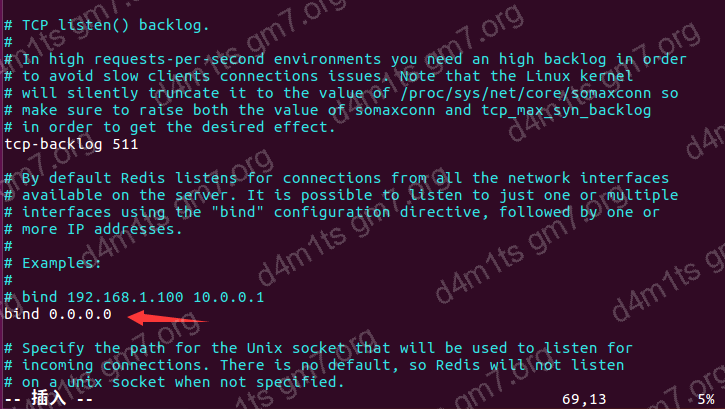 # TCP listen() backlog.
#
# In high requests-per-second environments you need an high backlog in order
# to avoid slow clients connections issues. Note that the Linux kernel
# will silently truncate it to the value of /proc/sys/net/core/somaxconn so
# make sure to raise both the value of somaxconn and tcp_max_syn_backlog
# in order to get the desired effect.
tcp-backlog 511

# By default Redis listens for connections from all the network interfaces
# available on the server. It is possible to listen to just one or multiple
# interfaces using the "bind" configuration directive, followed by one or
# more IP addresses.
#
# Examples:
#
# bind 192.168.1.100 10.0.0.1
bind 0.0.0.0

# Specify the path for the Unix socket that will be used to listen for
# incoming connections. There is no default, so Redis will not listen
# on a unix socket when not specified.
-- 插入 -- 69,13 5%
d4m1ts gm7.org